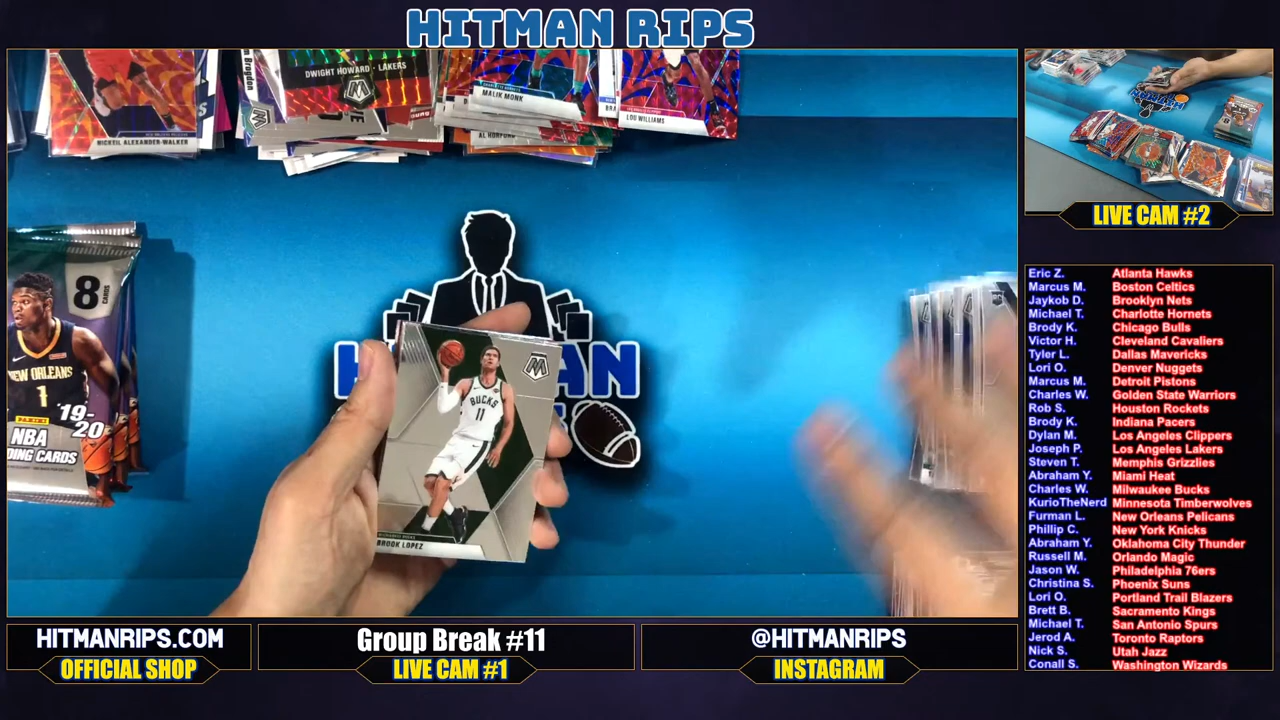 HITMAN RIPS
DWIGHT HOWARD · LAKERS
MALIK MONK
LOU WILLIAMS
NICKEIL ALEXANDER-WALKER
AL HORFORD
8
CARDS
NEW ORLEANS
1
'19-
20
PANINI
NBA
BUCKS
11
BROOK LOPEZ
LIVE CAM #2
Eric Z. Atlanta Hawks
Marcus M. Boston Celtics
Jaykob D. Brooklyn Nets
Michael T. Charlotte Hornets
Brody K. Chicago Bulls
Victor H. Cleveland Cavaliers
Tyler L. Dallas Mavericks
Lori O. Denver Nuggets
Marcus M. Detroit Pistons
Charles W. Golden State Warriors
Rob S. Houston Rockets
Brody K. Indiana Pacers
Dylan M. Los Angeles Clippers
Joseph P. Los Angeles Lakers
Steven T. Memphis Grizzlies
Abraham Y. Miami Heat
Charles W. Milwaukee Bucks
KurioTheNerd Minnesota Timberwolves
Furman L. New Orleans Pelicans
Phillip C. New York Knicks
Abraham Y. Oklahoma City Thunder
Russell M. Orlando Magic
Jason W. Philadelphia 76ers
Christina S. Phoenix Suns
Lori O. Portland Trail Blazers
Brett B. Sacramento Kings
Michael T. San Antonio Spurs
Jerod A. Toronto Raptors
Nick S. Utah Jazz
Conall S. Washington Wizards
HITMANRIPS.COM
OFFICIAL SHOP
Group Break #11
LIVE CAM #1
@HITMANRIPS
INSTAGRAM